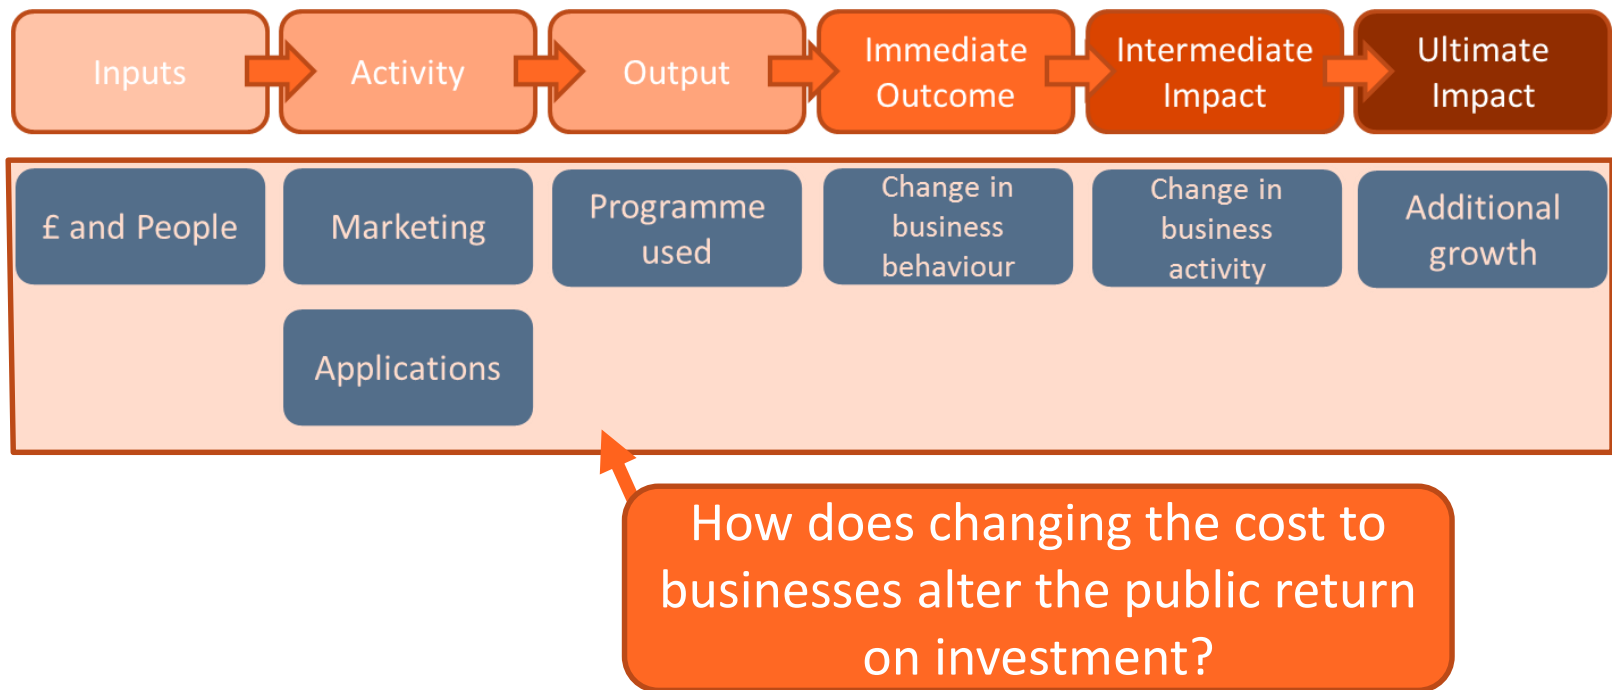 Inputs
Activity
Output
Immediate
Outcome
Intermediate
Impact
Ultimate
Impact
£ and People
Marketing
Programme
used
Change in
business
behaviour
Change in
business
activity
Additional
growth
Applications
How does changing the cost to
businesses alter the public return
on investment?